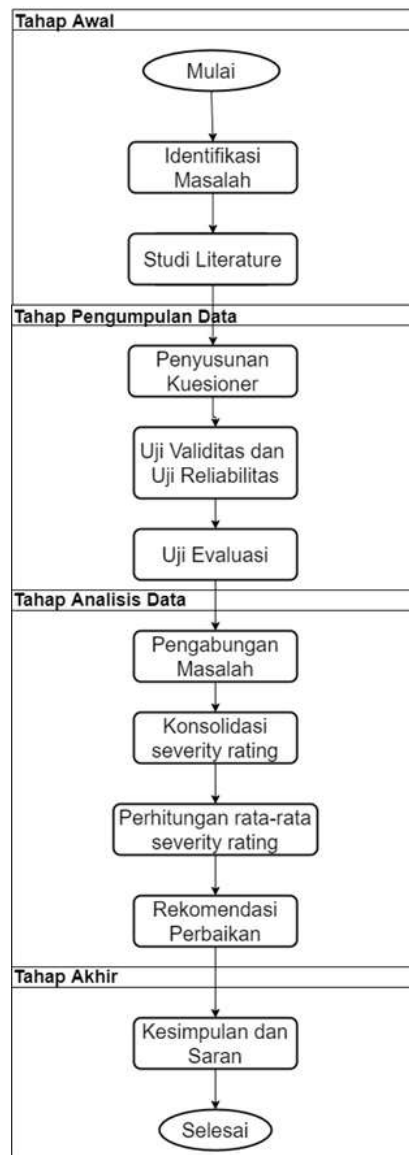 Tahap Awal
Mulai
Identifikasi
Masalah
Studi Literature
Tahap Pengumpulan Data
Penyusunan
Kuesioner
Uji Validitas dan
Uji Reliabilitas
Uji Evaluasi
Tahap Analisis Data
Pengabungan
Masalah
Konsolidasi
severity rating
Perhitungan rata-rata
severity rating
Rekomendasi
Perbaikan
Tahap Akhir
Kesimpulan dan
Saran
Selesai